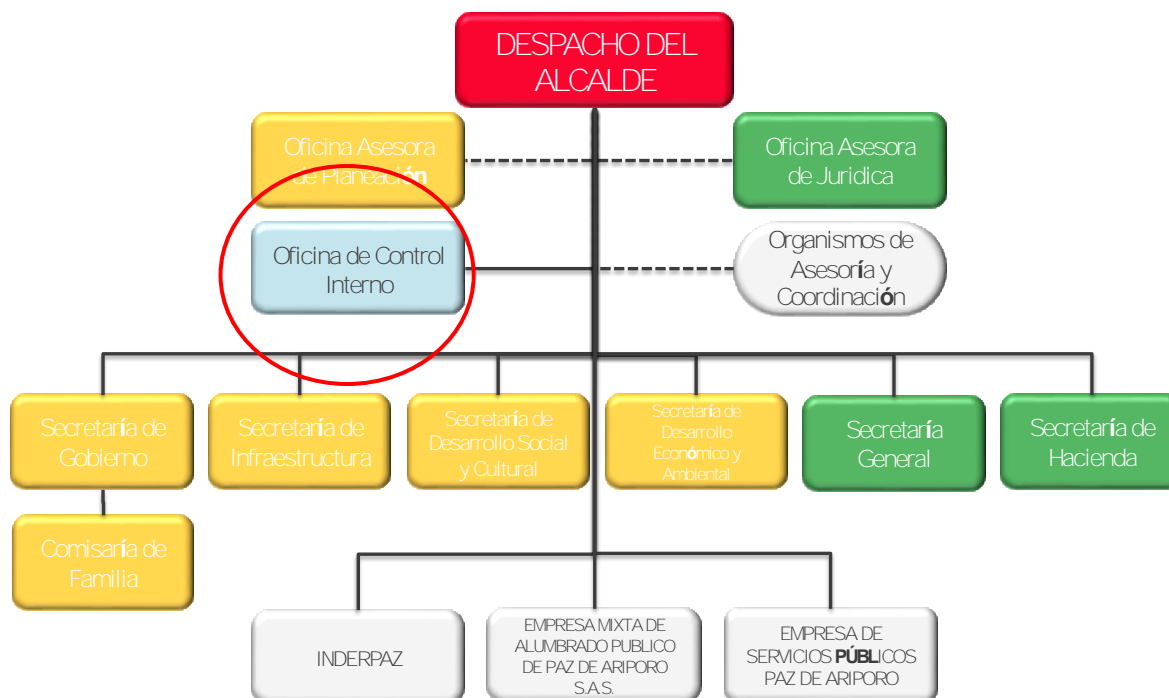 DESPACHO DEL
ALCALDE
Oficina Asesora
de Planeación
Oficina Asesora
de Juridica
Oficina de Control
Interno
Organismos de
Asesoría y
Coordinación
Secretaría de
Gobierno
Secretaría de
Infraestructura
Secretaría de
Desarrollo Social
y Cultural
Secretaría de
Desarrollo
Económico y
Ambiental
Secretaría
General
Secretaría de
Hacienda
Comisaría de
Familia
INDERPAZ
EMPRESA MIXTA DE
ALUMBRADO PUBLICO
DE PAZ DE ARIPORO
S.A.S.
EMPRESA DE
SERVICIOS PÚBLICOS
PAZ DE ARIPORO